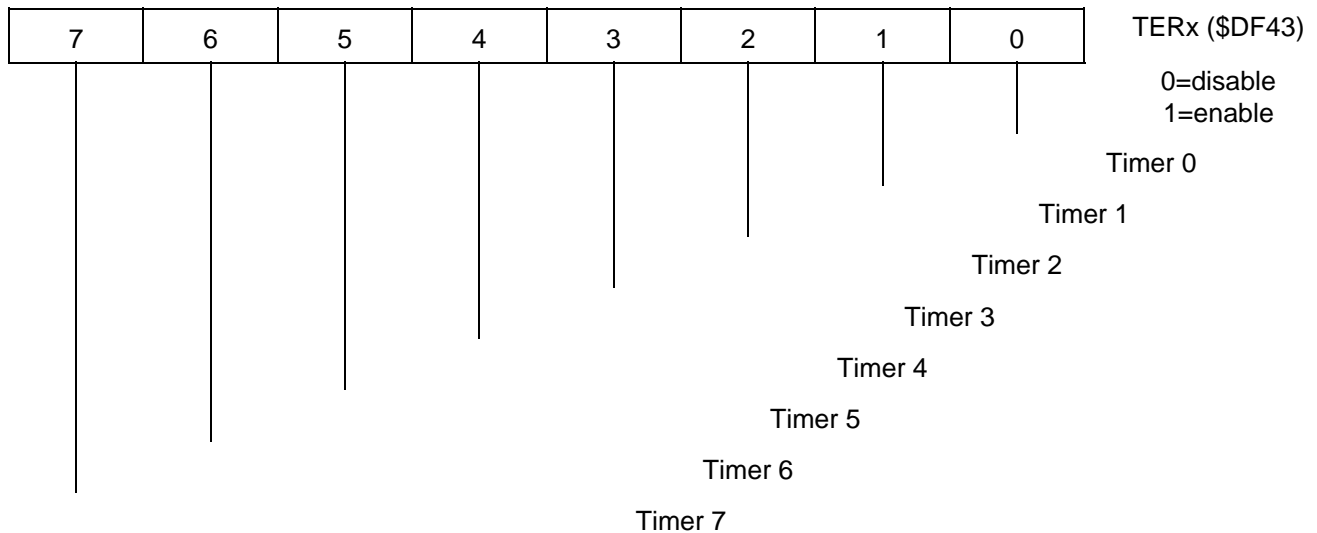 7 6 5 4 3 2 1 0 TERx ($DF43)
0=disable
1=enable
Timer 0
Timer 1
Timer 2
Timer 3
Timer 4
Timer 5
Timer 6
Timer 7